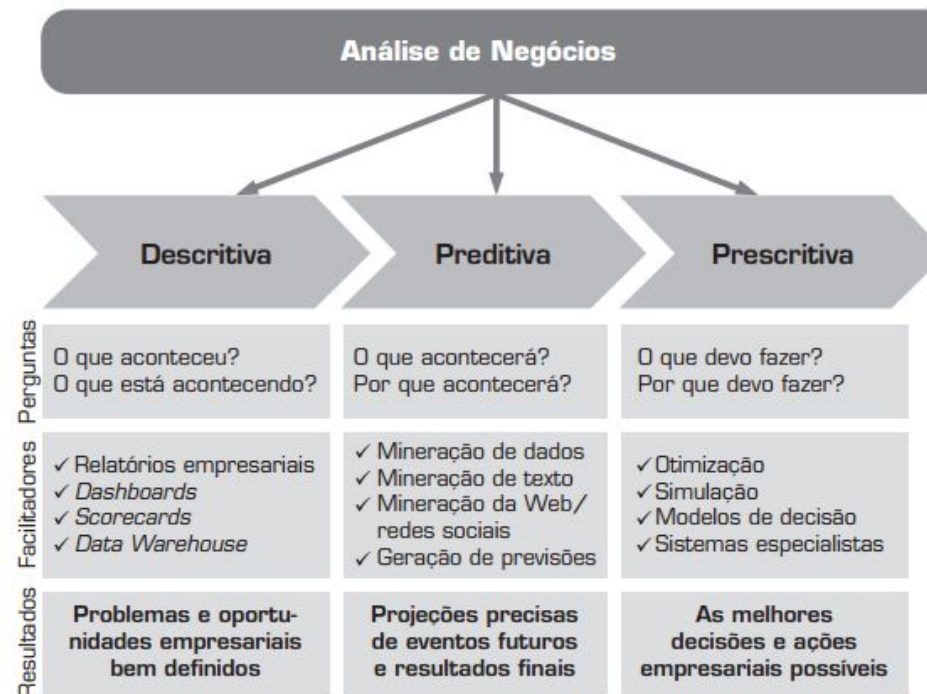 Análise de Negócios
Descritiva
Preditiva
Prescritiva
Perguntas
O que aconteceu?
O que está acontecendo?
O que acontecerá?
Por que acontecerá?
O que devo fazer?
Por que devo fazer?
Facilitadores
✓ Relatórios empresariais
✓ Dashboards
✓ Scorecards
✓ Data Warehouse
✓ Mineração de dados
✓ Mineração de texto
✓ Mineração da Web/
redes sociais
✓ Geração de previsões
✓ Otimização
✓ Simulação
✓ Modelos de decisão
✓ Sistemas especialistas
Resultados
Problemas e oportu-
nidades empresariais
bem definidos
Projeções precisas
de eventos futuros
e resultados finais
As melhores
decisões e ações
empresariais possíveis